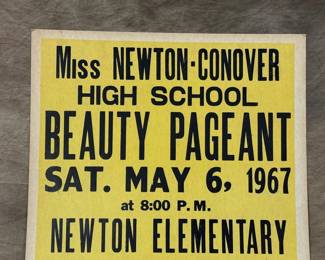 Miss NEWTON-CONOVER
HIGH SCHOOL
BEAUTY PAGEANT
SAT. MAY 6, 1967
at 8:00 P.M.
NEWTON ELEMENTARY